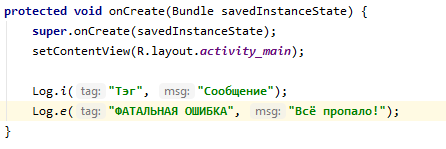 protected void onCreate(Bundle savedInstanceState) {
super.onCreate(savedInstanceState);
setContentView(R.layout.activity_main);
Log.i( tag: "Тэг", msg: "Сообщение");
Log.e( tag: "ФАТАЛЬНАЯ ОШИБКА", msg: "Всё пропало!");
}